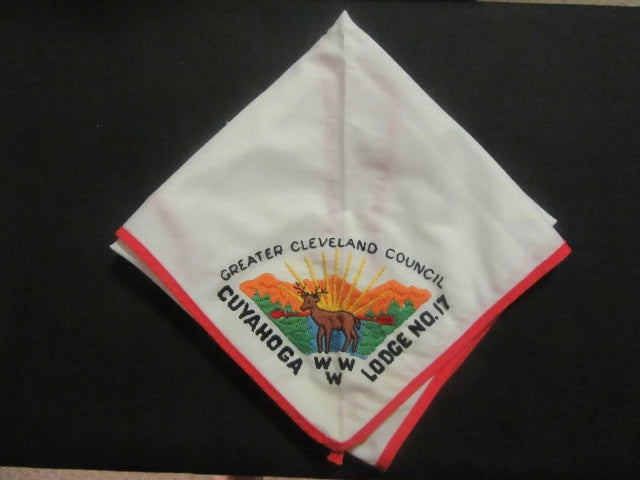 GREATER CLEVELAND COUNCIL
CUYAHOGA
LODGE NO.17
W W
W